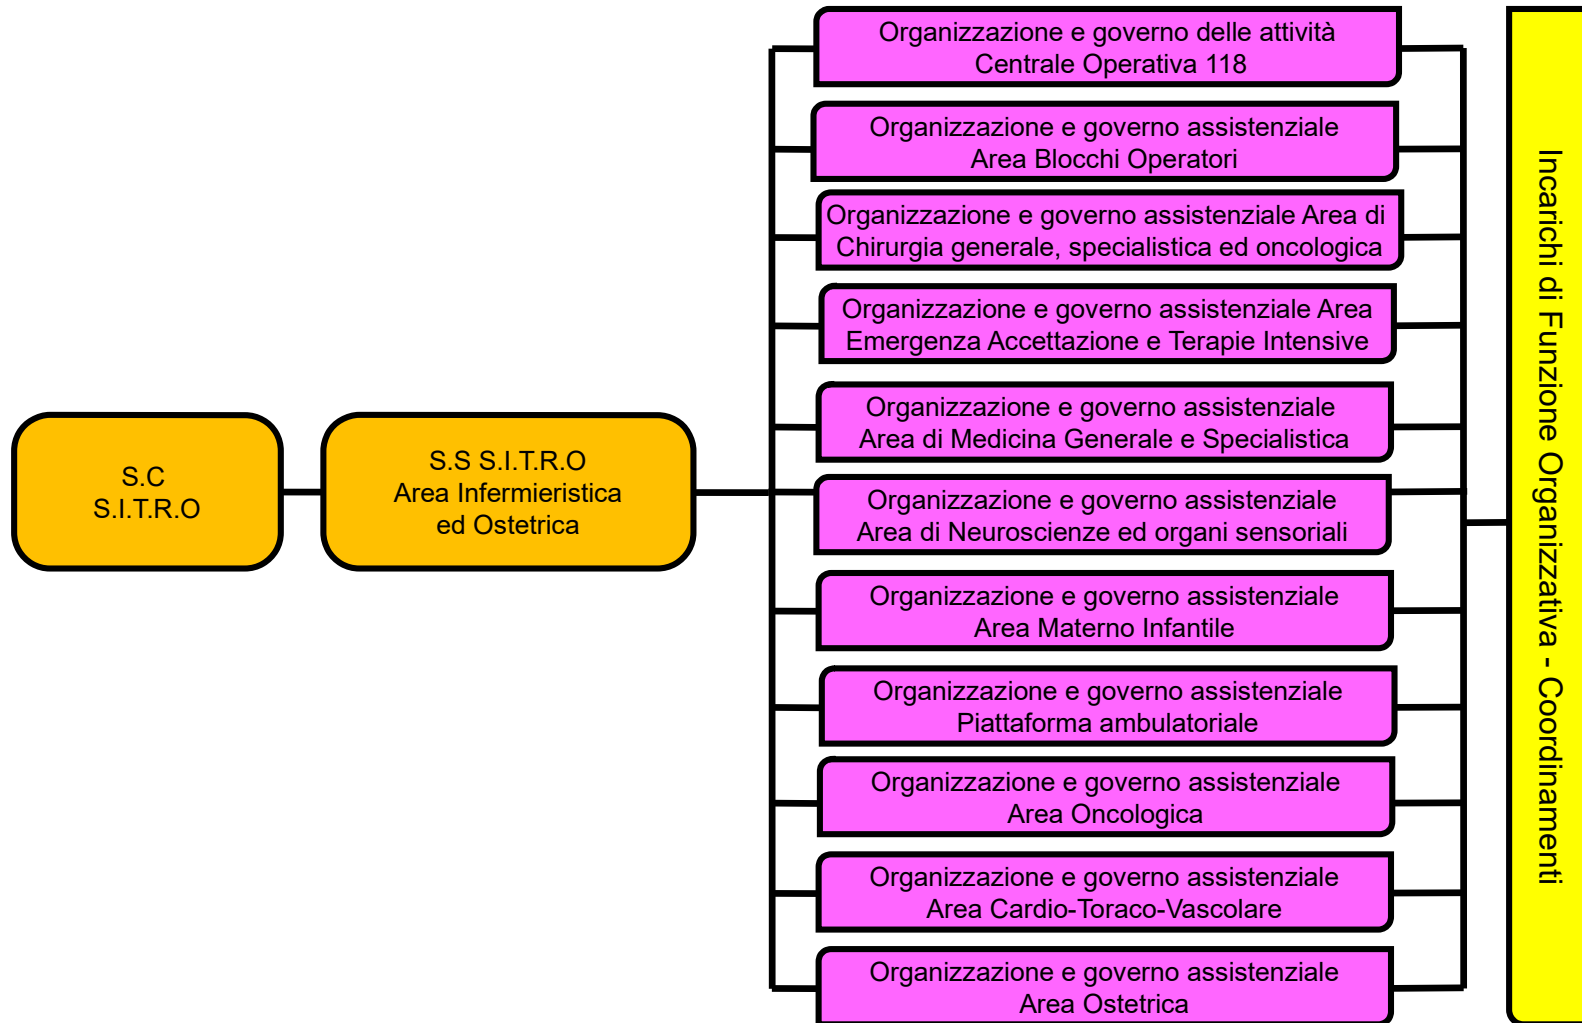 S.C
S.I.T.R.O
S.S S.I.T.R.O
Area Infermieristica
ed Ostetrica
Organizzazione e governo delle attività
Centrale Operativa 118
Organizzazione e governo assistenziale
Area Blocchi Operatori
Organizzazione e governo assistenziale Area di
Chirurgia generale, specialistica ed oncologica
Organizzazione e governo assistenziale Area
Emergenza Accettazione e Terapie Intensive
Organizzazione e governo assistenziale
Area di Medicina Generale e Specialistica
Organizzazione e governo assistenziale
Area di Neuroscienze ed organi sensoriali
Organizzazione e governo assistenziale
Area Materno Infantile
Organizzazione e governo assistenziale
Piattaforma ambulatoriale
Organizzazione e governo assistenziale
Area Oncologica
Organizzazione e governo assistenziale
Area Cardio-Toraco-Vascolare
Organizzazione e governo assistenziale
Area Ostetrica
Incarichi di Funzione Organizzativa - Coordinamenti